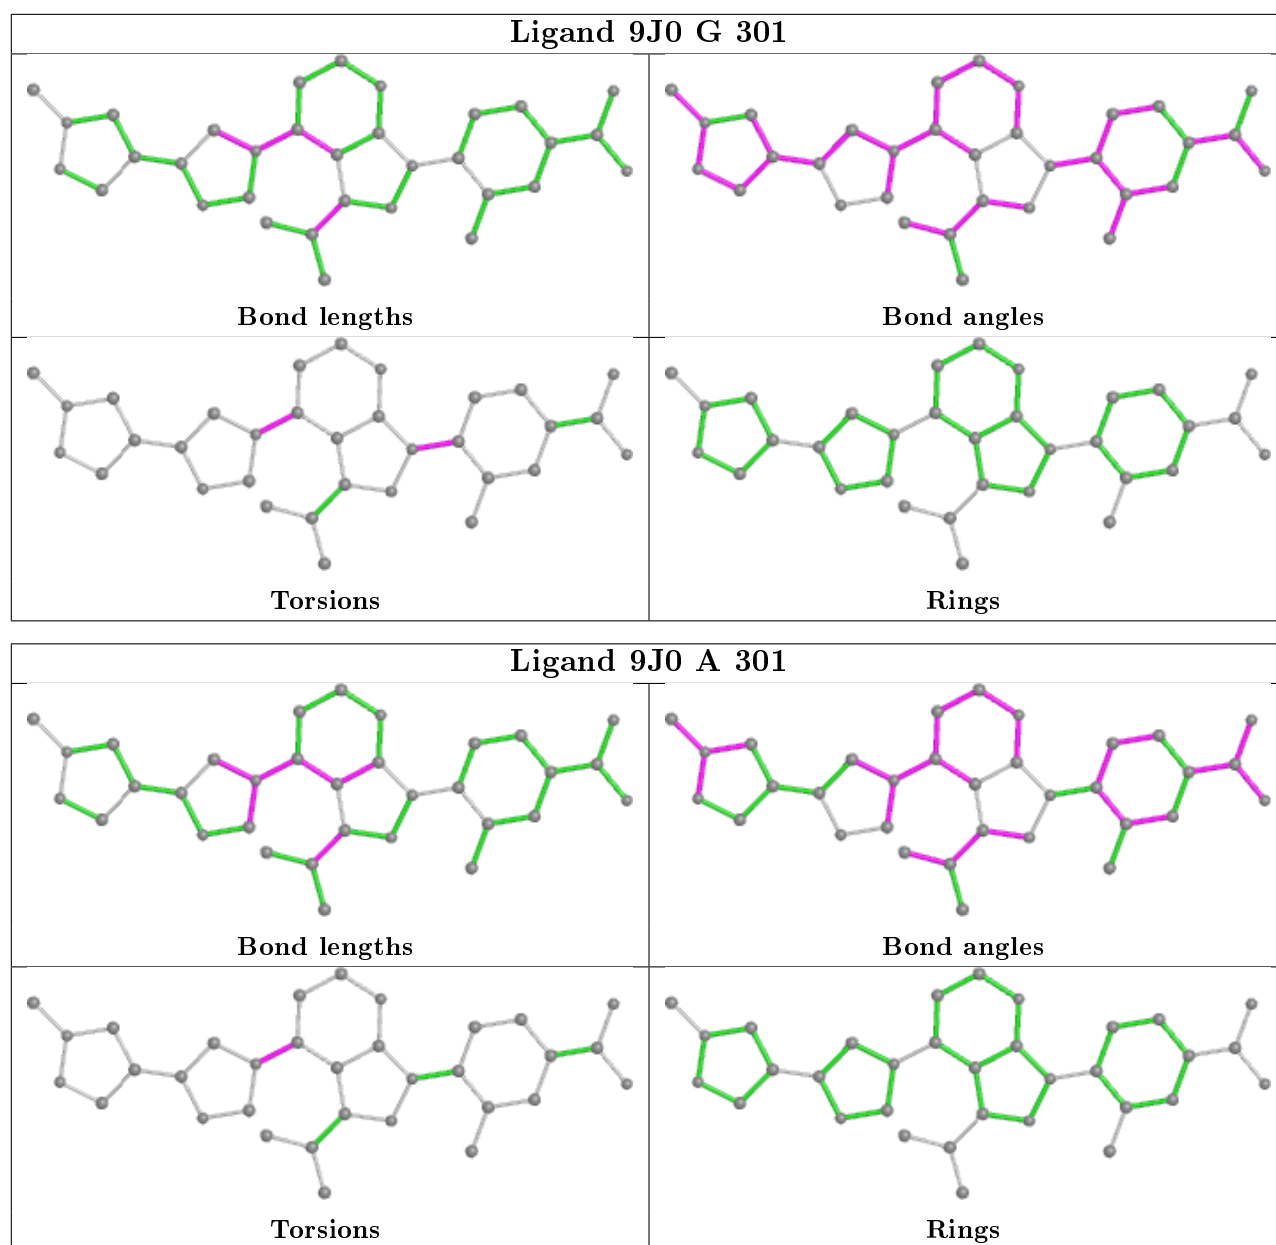 Ligand 9J0 G 301
Bond lengths
Bond angles
Torsions
Rings
Ligand 9J0 A 301
Bond lengths
Bond angles
Torsions
Rings